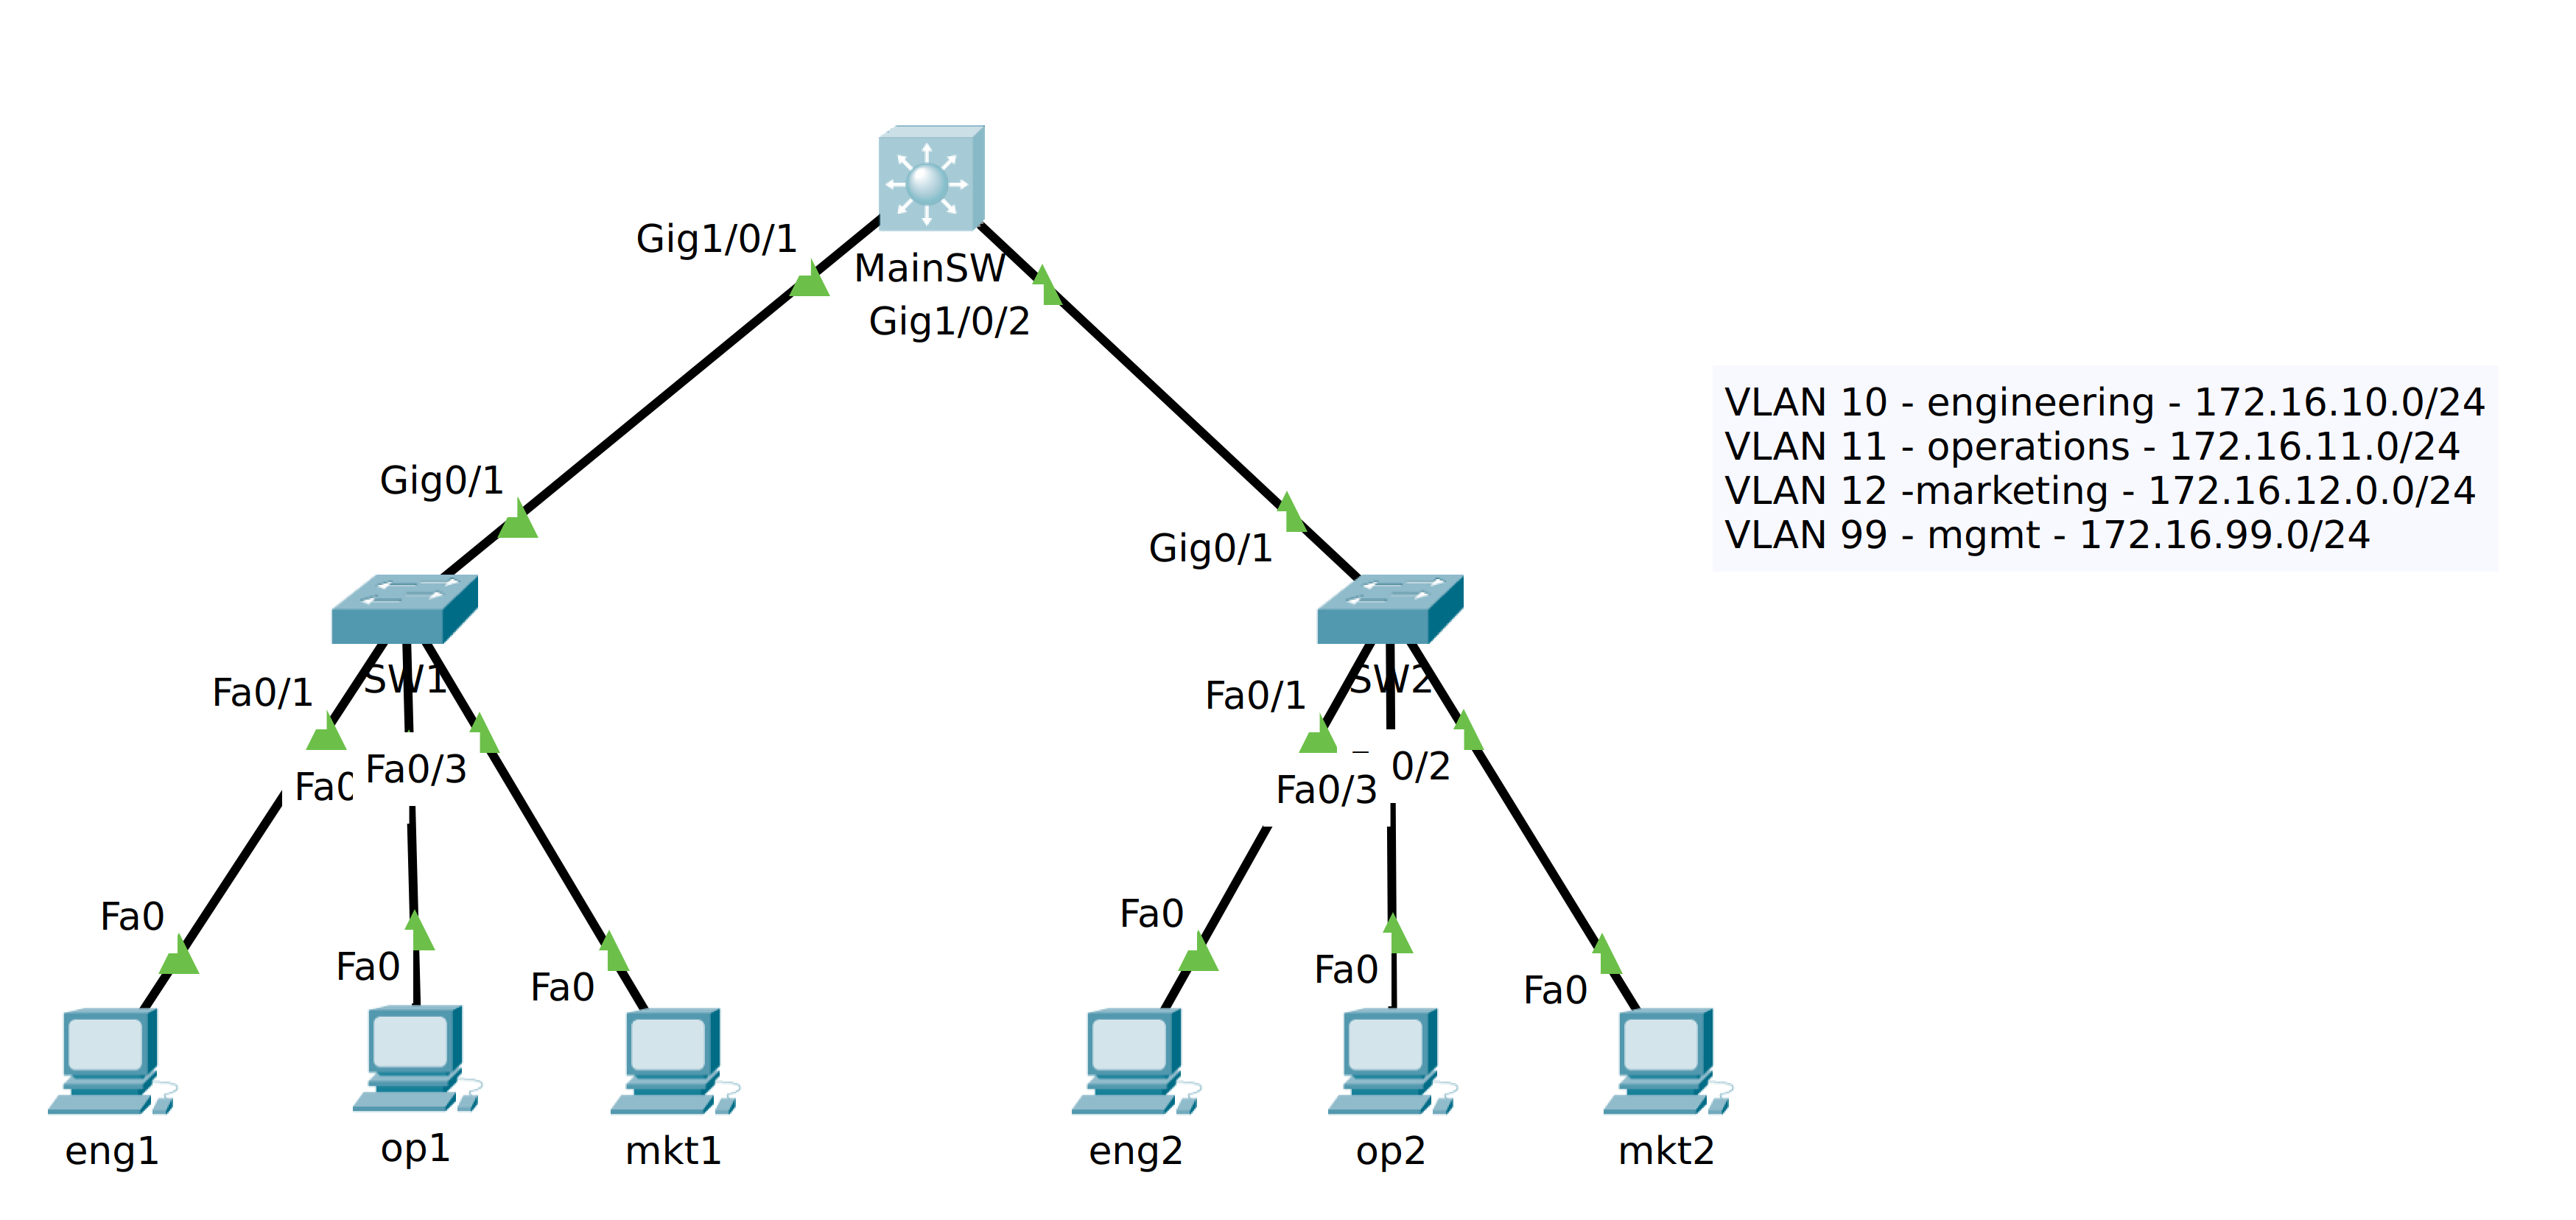 Gig1/0/1
MainSW
Gig1/0/2
VLAN 10 - engineering - 172.16.10.0/24
VLAN 11 - operations - 172.16.11.0/24
VLAN 12 -marketing - 172.16.12.0.0/24
VLAN 99 - mgmt - 172.16.99.0/24
Gig0/1
Gig0/1
SW1
SW2
Fa0/1
Fa0/3
Fa0
Fa0/1
0/2
Fa0/3
Fa0
Fa0
Fa0
Fa0
Fa0
Fa0
eng1
op1
mkt1
eng2
op2
mkt2